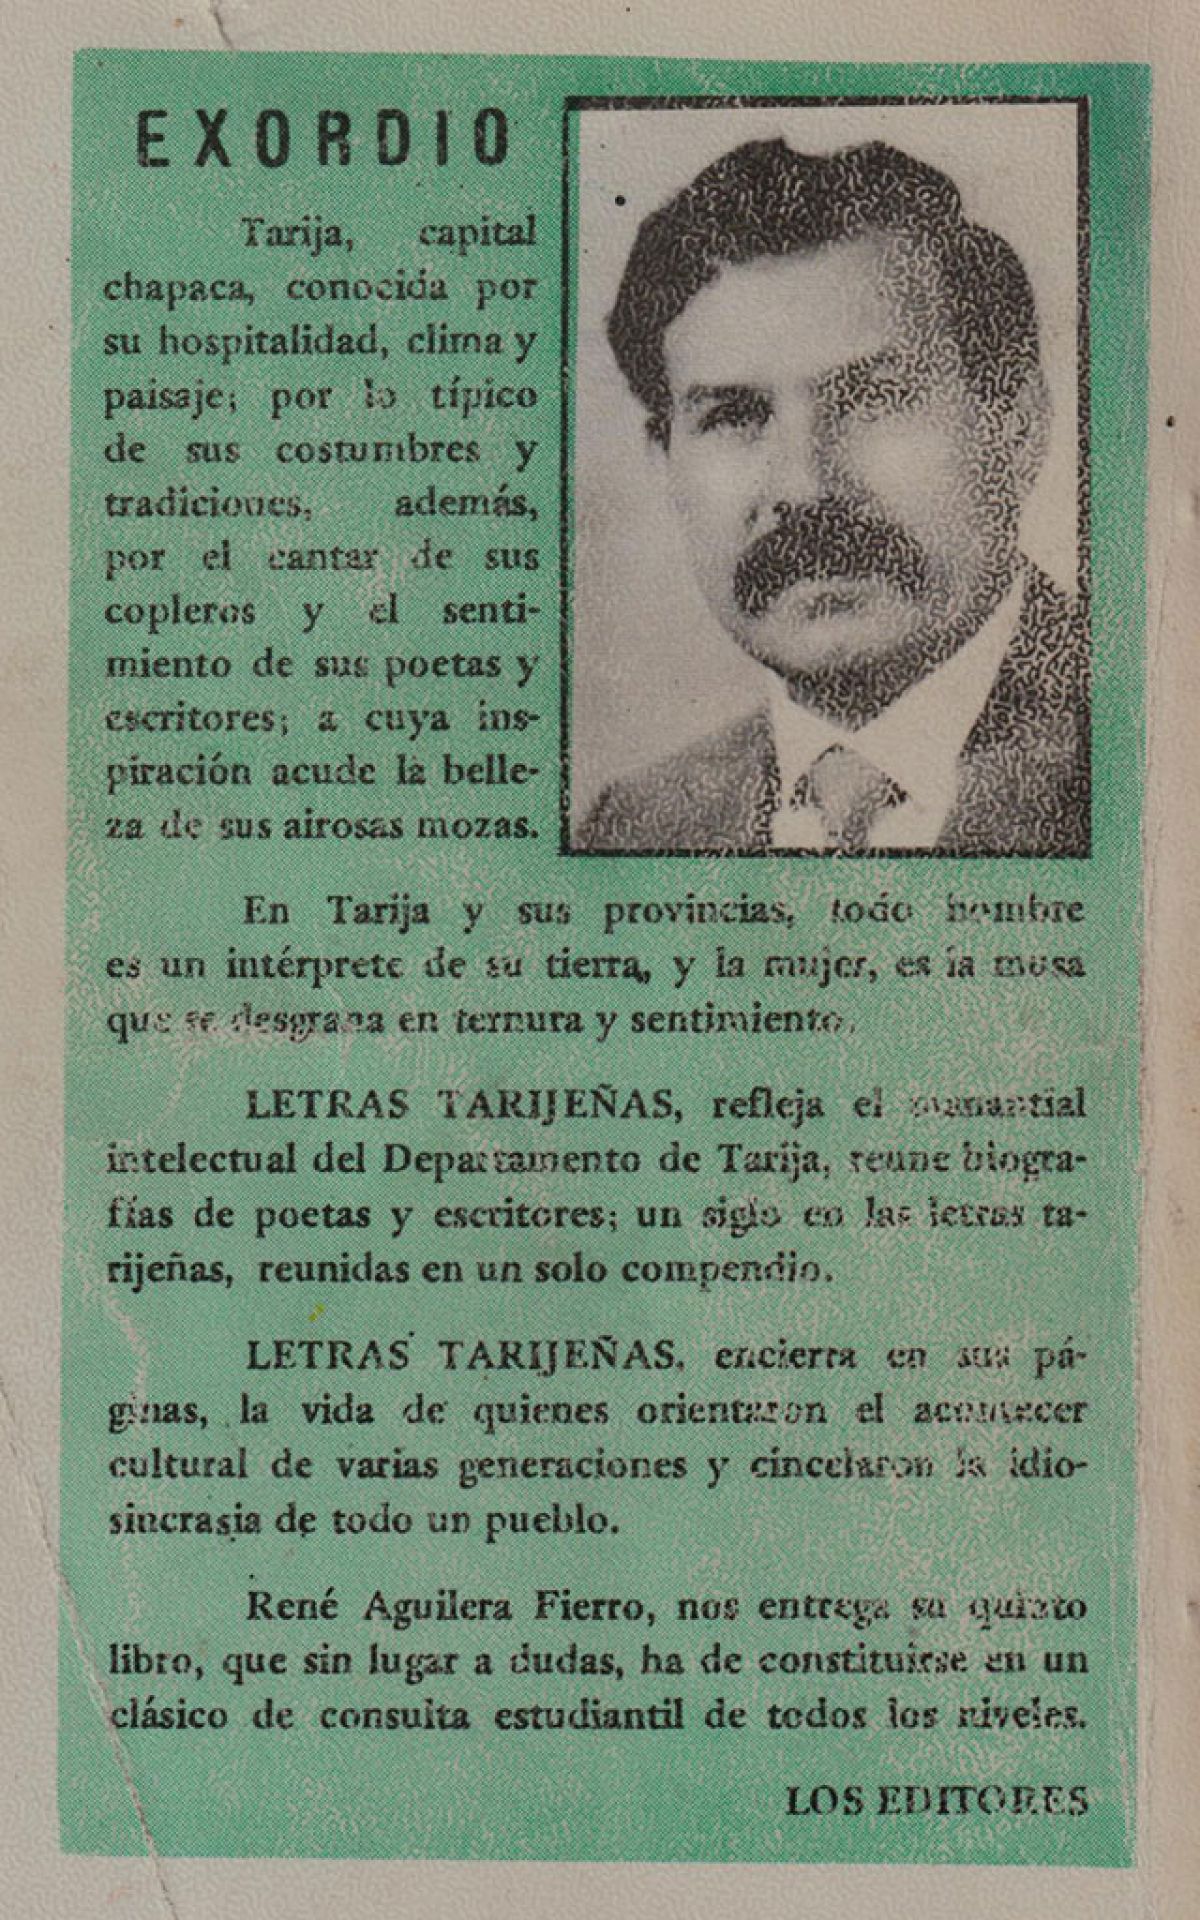 EXORDIO
Tarija, capital
chapaca, conocida por
su hospitalidad, clima y
paisaje; por lo típico
de sus costumbres y
tradiciones, además,
por el cantar de sus
copleros y el senti-
miento de sus poetas y
escritores; a cuya ins-
piración acude la belle-
za de sus airosas mozas.
En Tarija y sus provincias, todo hombre
es un intérprete de su tierra, y la mujer, es la musa
que se desgrana en ternura y sentimiento.
LETRAS TARIJEÑAS, refleja el manantial
intelectual del Departamento de Tarija, reune biogra-
fías de poetas y escritores; un siglo en las letras ta-
rijeñas, reunidas en un solo compendio.
LETRAS TARIJEÑAS, encierra en sus pá-
ginas, la vida de quienes orientaron el acontecer
cultural de varias generaciones y cincelaron la idio-
sincrasia de todo un pueblo.
René Aguilera Fierro, nos entrega su quinto
libro, que sin lugar a dudas, ha de constituirse en un
clásico de consulta estudiantil de todos los niveles.
LOS EDITORES